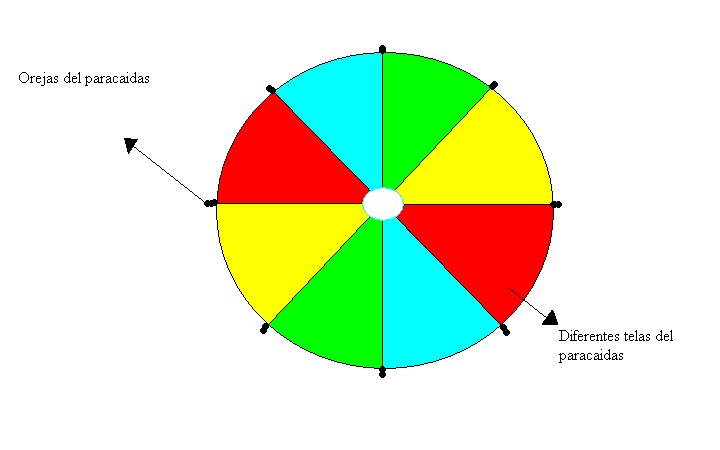 Orejas del paracaidas
Diferentes telas del
paracaidas